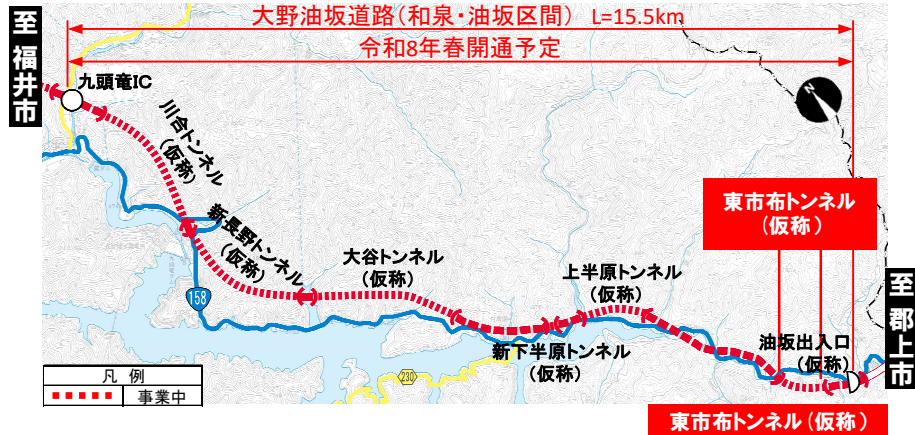 大野油坂道路(和泉・油坂区間) L=15.5km
令和8年春開通予定
至 福井市
九頭竜IC
川合トンネル
(仮称)
新長野トンネル
(仮称)
158
大谷トンネル
(仮称)
新下半原トンネル
(仮称)
230
上半原トンネル
(仮称)
東市布トンネル
(仮称)
油坂出入口
(仮称)
至 郡上市
東市布トンネル(仮称)
凡 例
事業中